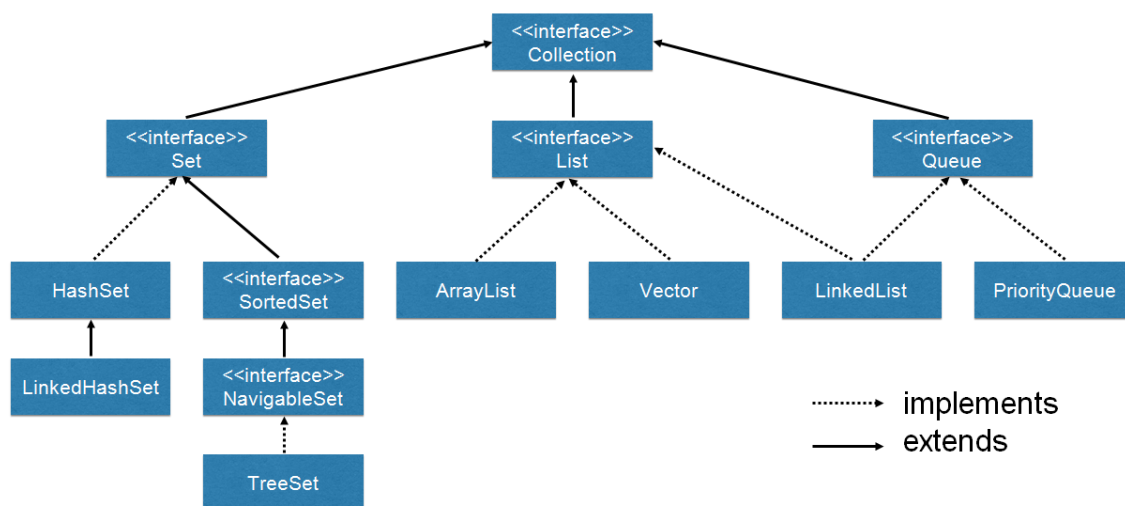 <<interface>>
Collection
<<interface>>
Set
<<interface>>
List
<<interface>>
Queue
HashSet
<<interface>>
SortedSet
ArrayList
Vector
LinkedList
PriorityQueue
LinkedHashSet
<<interface>>
NavigableSet
TreeSet
implements
extends